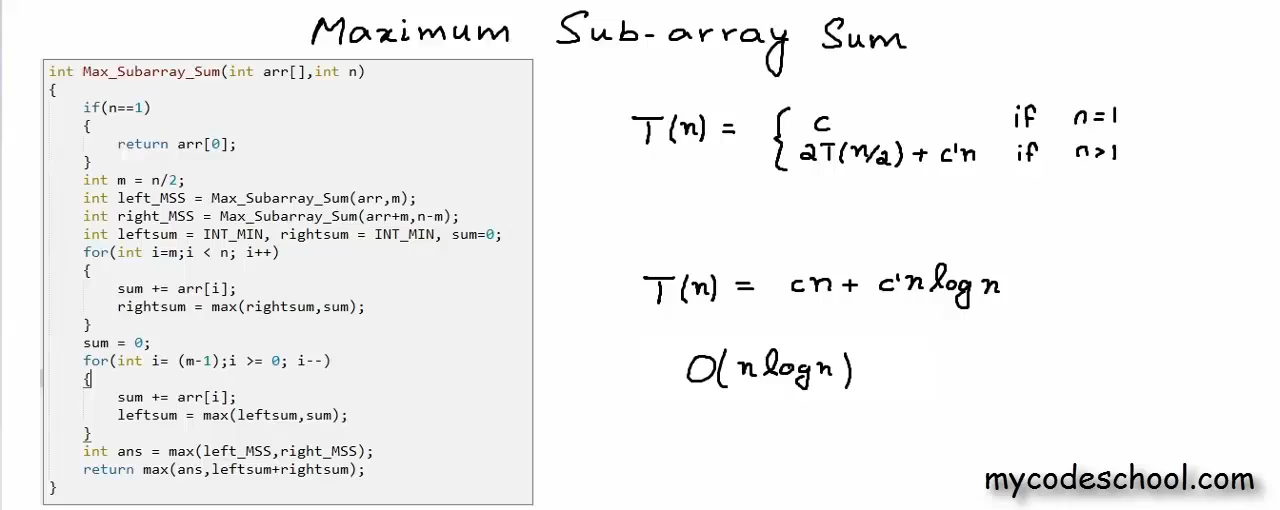 Maximum Sub-array Sum
int Max_Subarray_Sum(int arr[],int n)
{
if(n==1)
{
return arr[0];
}
int m = n/2;
int left_MSS = Max_Subarray_Sum(arr,m);
int right_MSS = Max_Subarray_Sum(arr+m,n-m);
int leftsum = INT_MIN, rightsum = INT_MIN, sum=0;
for(int i=m;i < n; i++)
{
sum += arr[i];
rightsum = max(rightsum,sum);
}
sum = 0;
for(int i= (m-1);i >= 0; i--)
{
sum += arr[i];
leftsum = max(leftsum,sum);
}
int ans = max(left_MSS,right_MSS);
return max(ans,leftsum+rightsum);
}
T(n) = { c if n=1
2T(n/2) + c'n if n>1
T(n) = cn + c'n log n
O(n log n)
mycodeschool.com